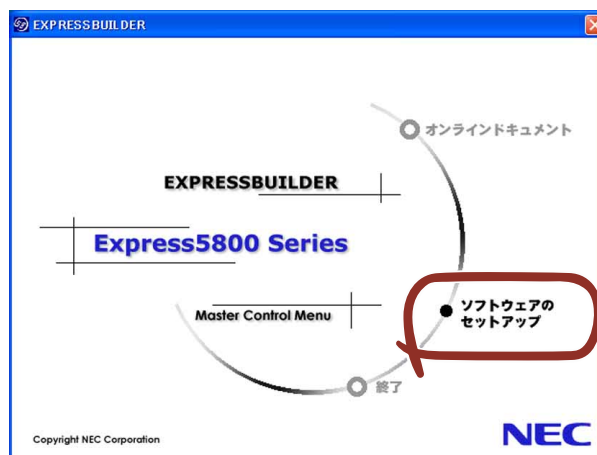 EXPRESSBUILDER
オンラインドキュメント
EXPRESSBUILDER
Express5800 Series
ソフトウェアの
セットアップ
Master Control Menu
終了
Copyright NEC Corporation
NEC